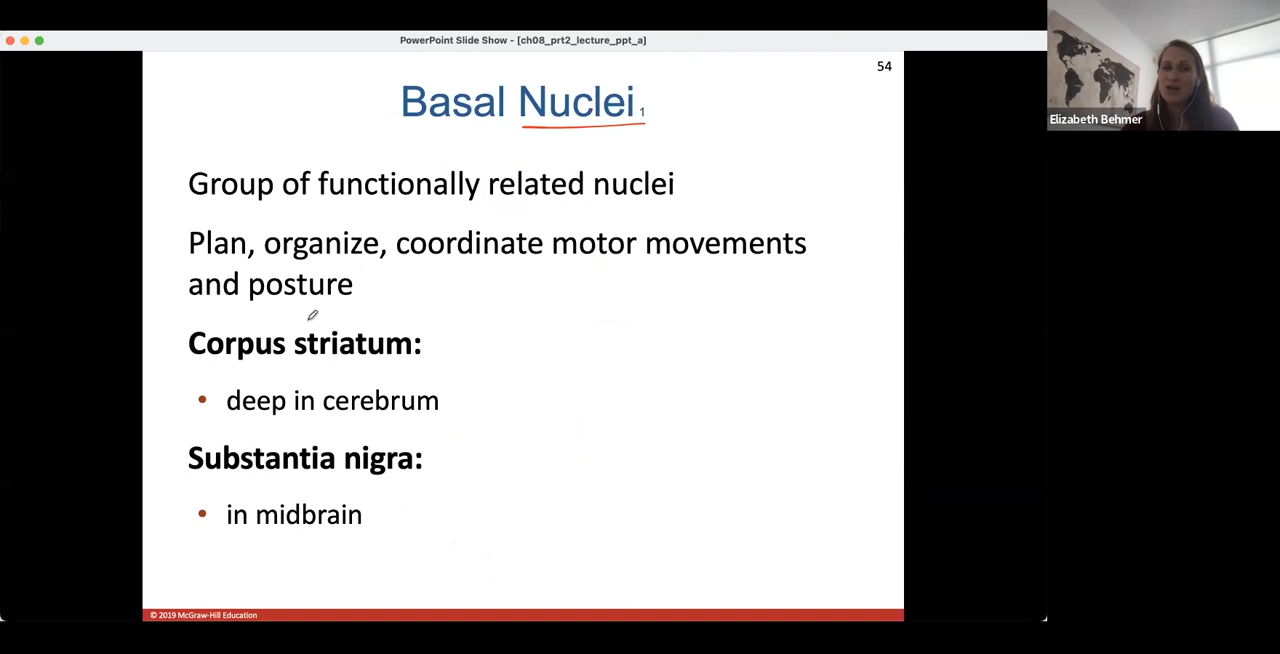 PowerPoint Slide Show - [ch08_prt2_lecture_ppt_a]
54
Basal Nuclei 1
Group of functionally related nuclei
Plan, organize, coordinate motor movements
and posture
Corpus striatum:
• deep in cerebrum
Substantia nigra:
• in midbrain
© 2019 McGraw-Hill Education
Elizabeth Behmer